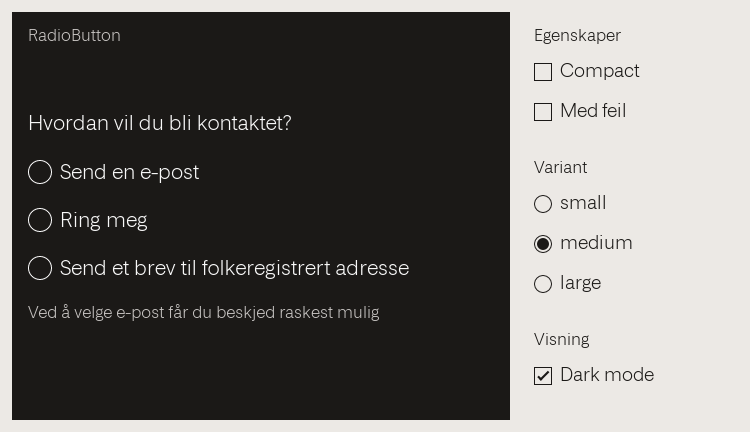 RadioButton
Hvordan vil du bli kontaktet?
Send en e-post
Ring meg
Send et brev til folkeregistrert adresse
Ved å velge e-post får du beskjed raskest mulig
Egenskaper
Compact
Med feil
Variant
small
medium
large
Visning
Dark mode